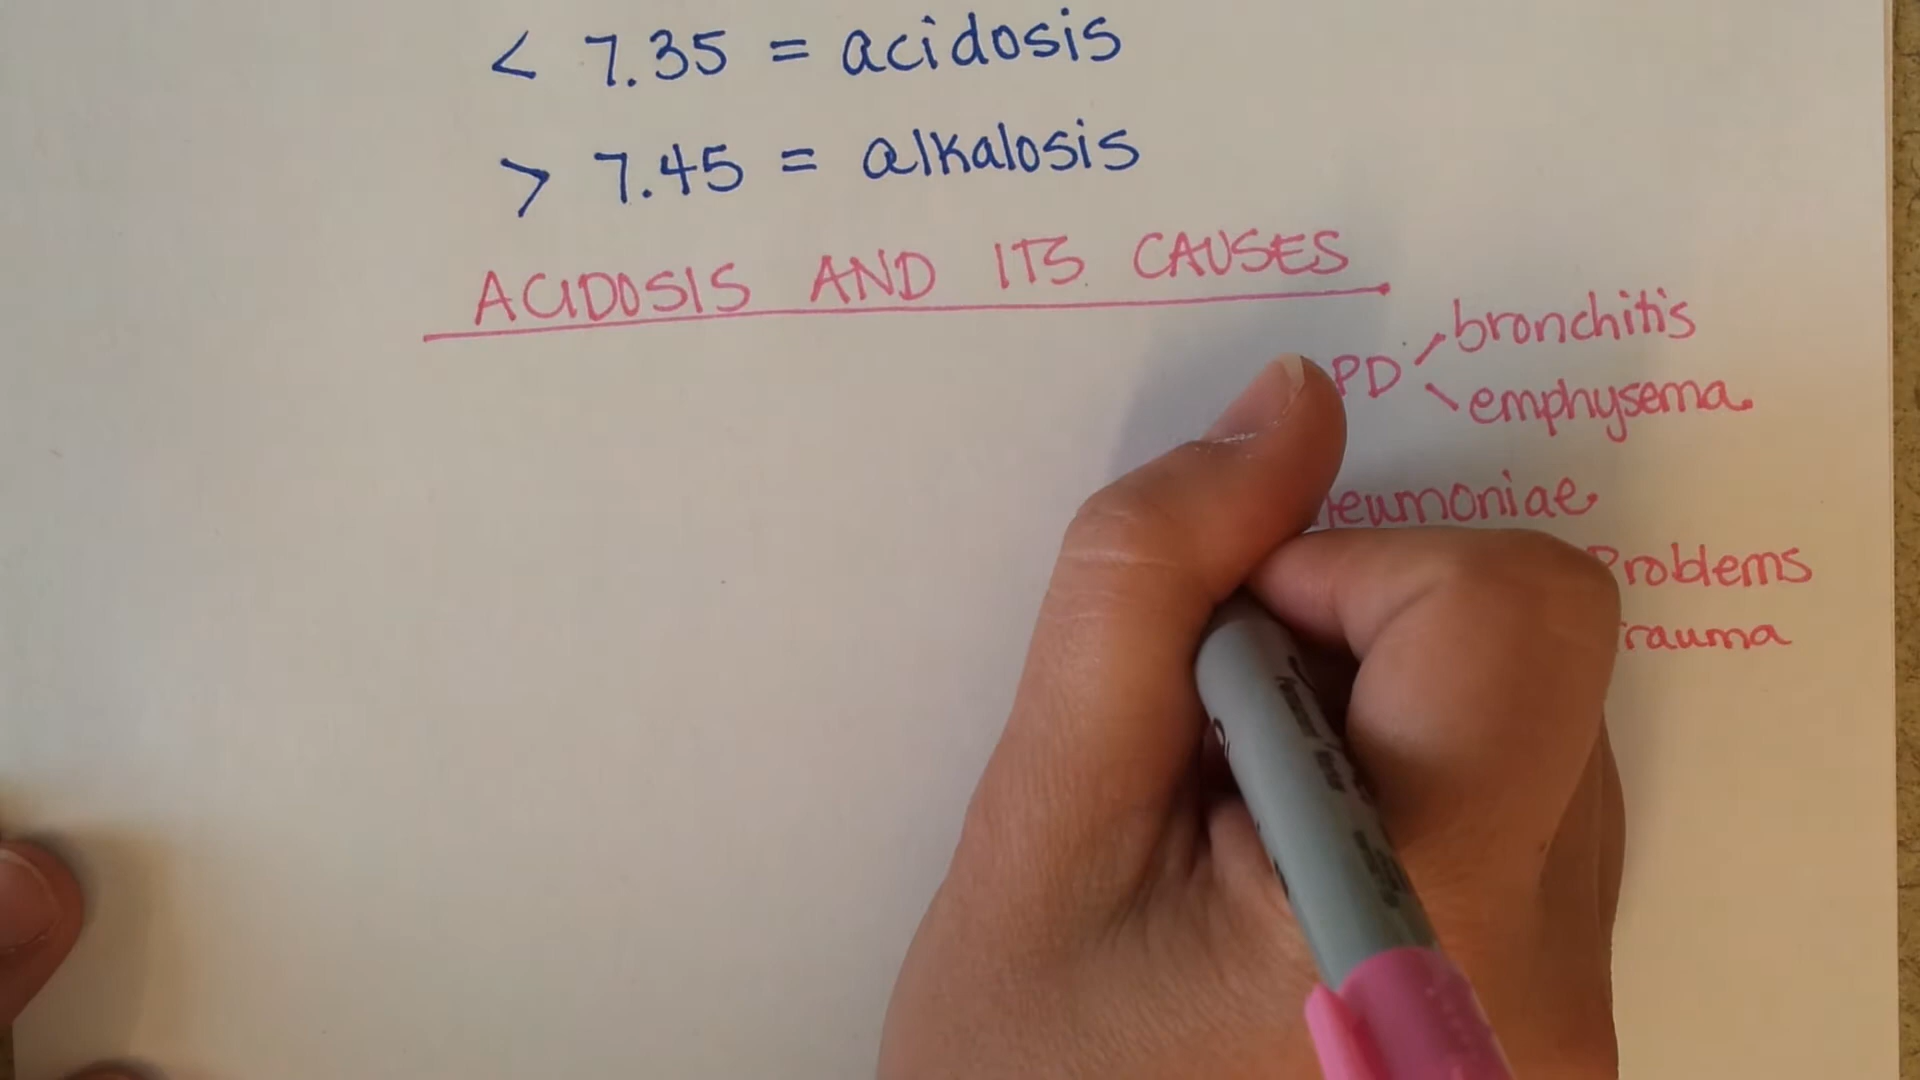 < 7.35 = acidosis
> 7.45 = alkalosis
ACIDOSIS AND ITS CAUSES
bronchitis
PD
emphysema
eumoniae
Problems
rauma